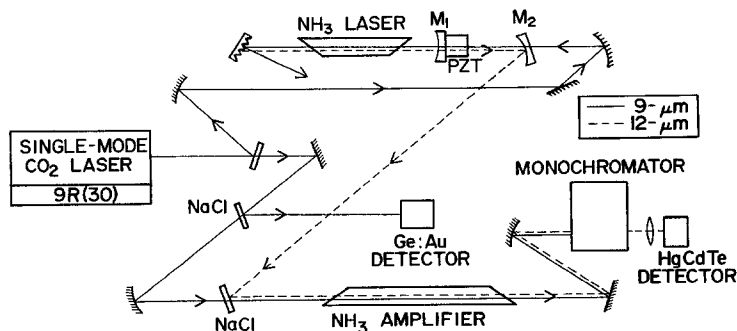 NH₃ LASER
M₁
M₂
PZT
9-μm
12-μm
SINGLE-MODE
CO₂ LASER
9R(30)
MONOCHROMATOR
NaCl
Ge:Au
DETECTOR
HgCdTe
DETECTOR
NaCl
NH₃ AMPLIFIER